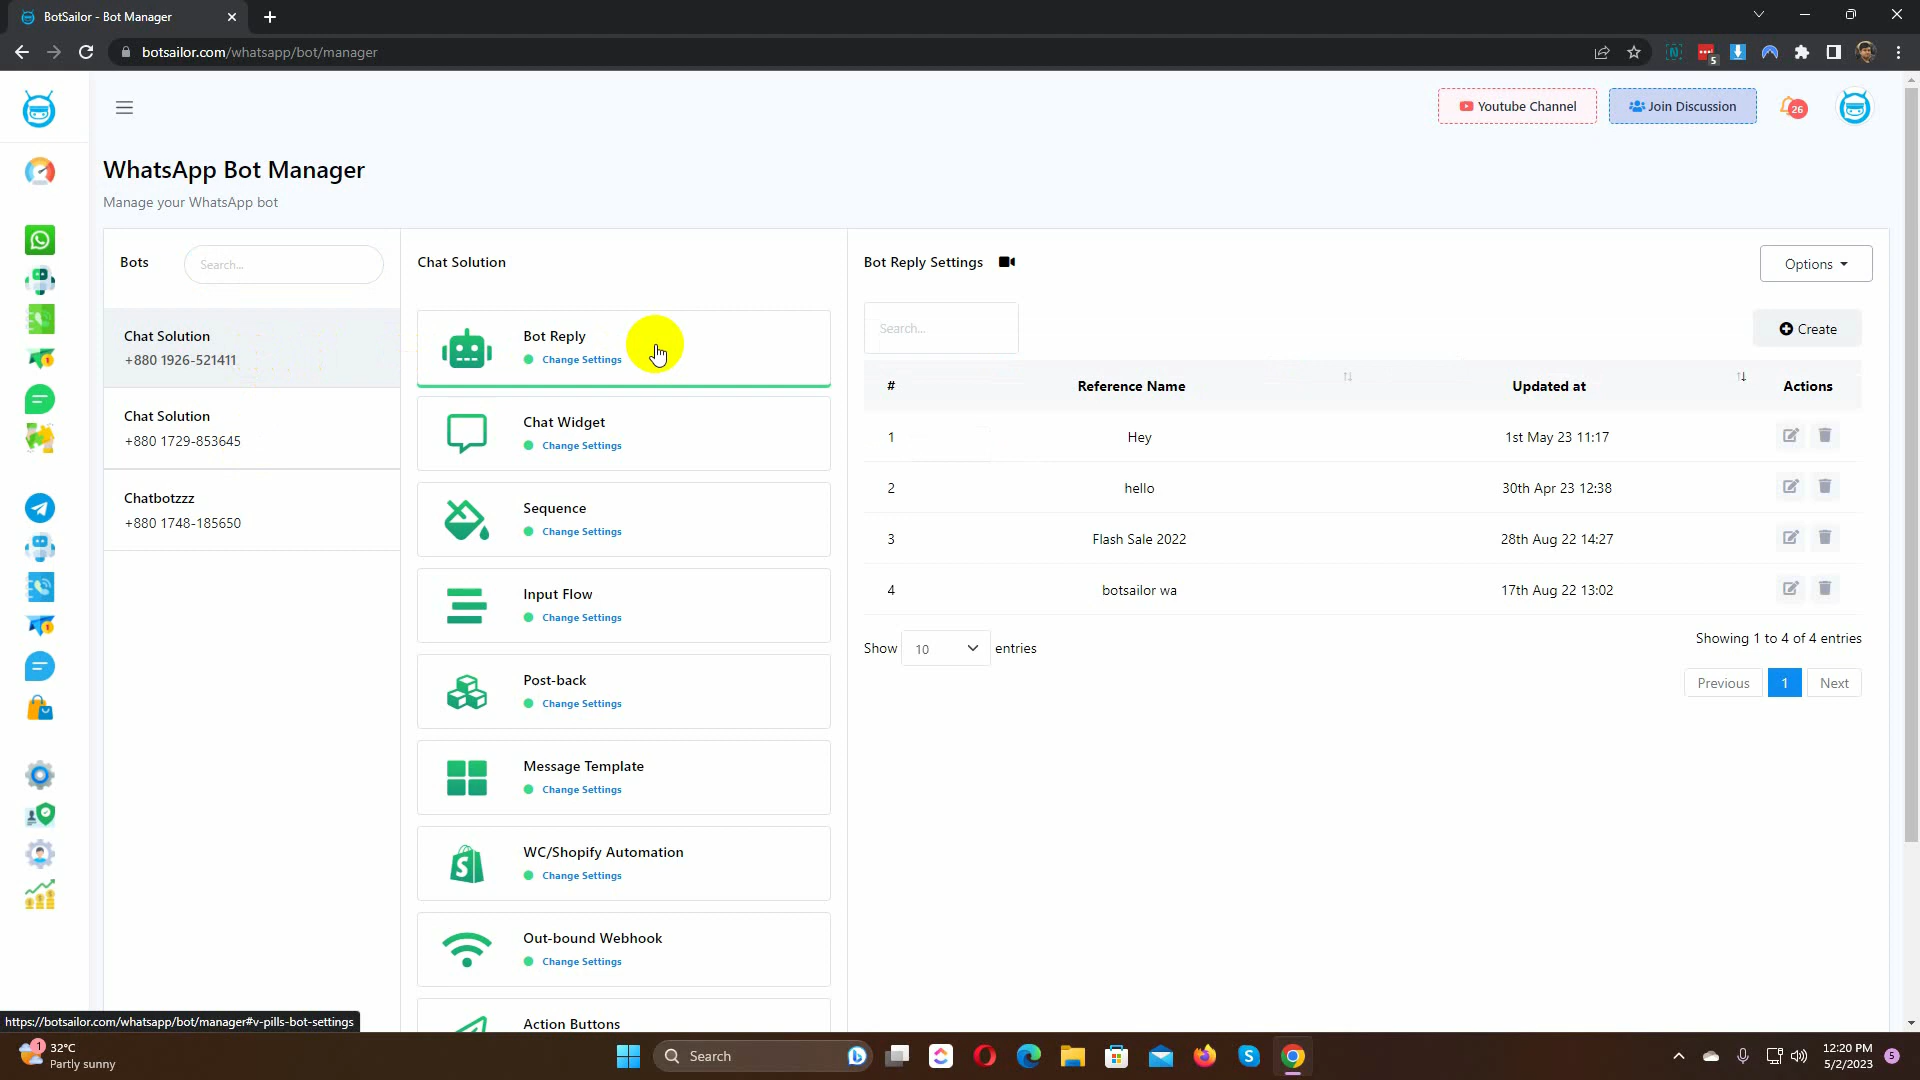 BotSailor - Bot Manager
botsailor.com/whatsapp/bot/manager
5
Youtube Channel
Join Discussion
26
WhatsApp Bot Manager
Manage your WhatsApp bot
Bots
Search...
Chat Solution
+880 1926-521411
Chat Solution
+880 1729-853645
Chatbotzzz
+880 1748-185650
Chat Solution
Bot Reply
Change Settings
Chat Widget
Change Settings
Sequence
Change Settings
Input Flow
Change Settings
Post-back
Change Settings
Message Template
Change Settings
WC/Shopify Automation
Change Settings
Out-bound Webhook
Change Settings
Action Buttons
Bot Reply Settings
Options
Search...
Create
# Reference Name Updated at Actions
1 Hey 1st May 23 11:17
2 hello 30th Apr 23 12:38
3 Flash Sale 2022 28th Aug 22 14:27
4 botsailor wa 17th Aug 22 13:02
Show 10 entries
Showing 1 to 4 of 4 entries
Previous 1 Next
https://botsailor.com/whatsapp/bot/manager#v-pills-bot-settings
1
32°C
Partly sunny
Search
12:20 PM
5/2/2023
5